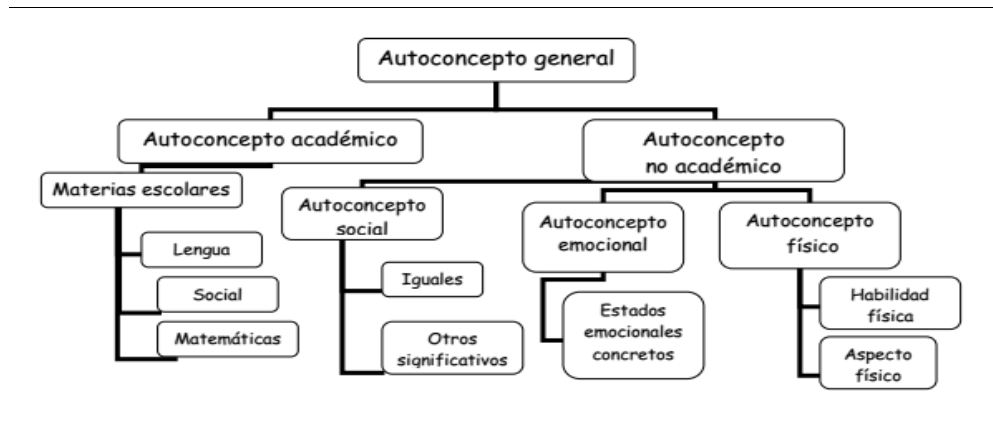 Autoconcepto general
Autoconcepto académico
Autoconcepto
no académico
Materias escolares
Lengua
Social
Matemáticas
Autoconcepto
social
Iguales
Otros
significativos
Autoconcepto
emocional
Estados
emocionales
concretos
Autoconcepto
físico
Habilidad
física
Aspecto
físico